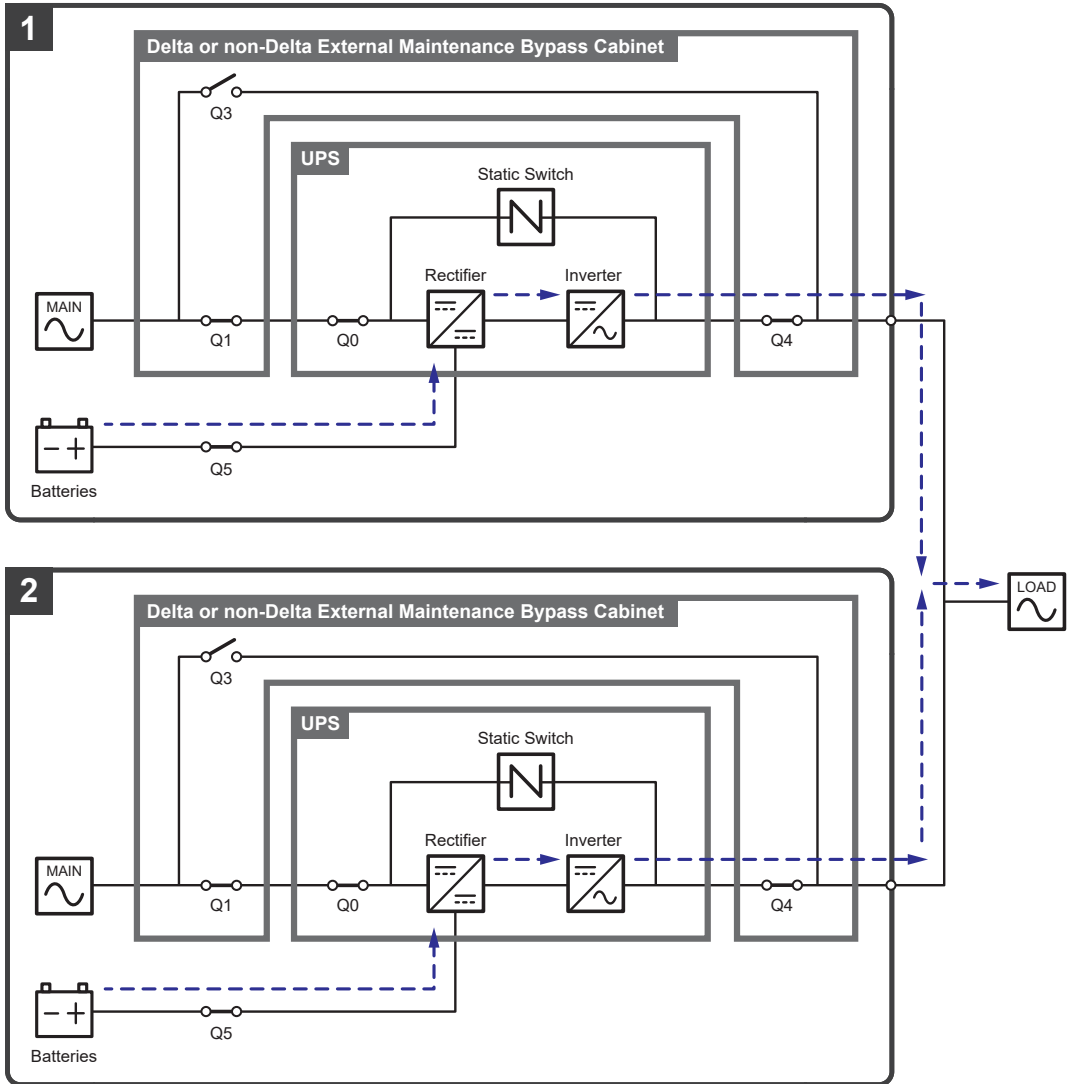 1
Delta or non-Delta External Maintenance Bypass Cabinet
Q3
UPS
Static Switch
Rectifier
Inverter
MAIN
Q1
Q0
Q4
Q5
Batteries
LOAD
2
Delta or non-Delta External Maintenance Bypass Cabinet
Q3
UPS
Static Switch
Rectifier
Inverter
MAIN
Q1
Q0
Q4
Q5
Batteries